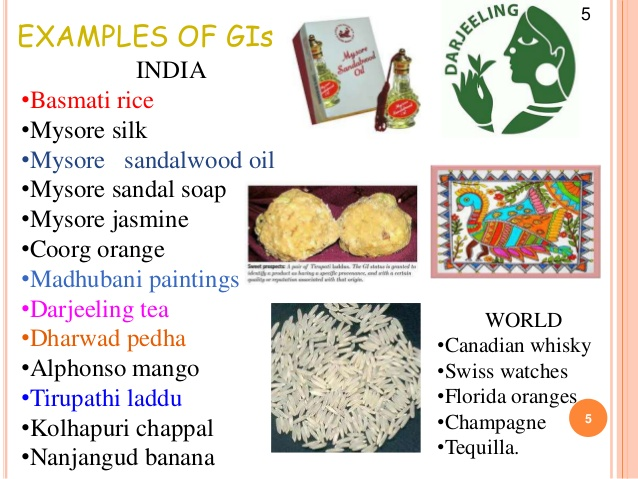 5
EXAMPLES OF GIs
INDIA
•Basmati rice
•Mysore silk
•Mysore sandalwood oil
•Mysore sandal soap
•Mysore jasmine
•Coorg orange
•Madhubani paintings
•Darjeeling tea
•Dharwad pedha
•Alphonso mango
•Tirupathi laddu
•Kolhapuri chappal
•Nanjangud banana
Mysore
Sandalwood
Oil
DARJEELING
Sweet prospects: A pair of Tirupati laddus. The GI status is granted to
identify a product as having a specific provenance, and with a certain
quality or reputation associated with that origin.
WORLD
•Canadian whisky
•Swiss watches
•Florida oranges
•Champagne
•Tequilla.
5